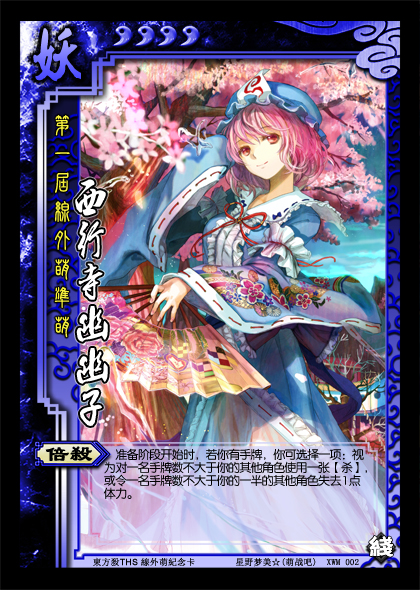 妖
第一届線外萌準萌
西行寺幽幽子
倍殺
准备阶段开始时，若你有手牌，你可选择一项：视
为对一名手牌数不大于你的其他角色使用一张【杀】，
或令一名手牌数不大于你的一半的其他角色失去1点
体力。
綫
東方殺THS 線外萌紀念卡
星野梦美☆(萌战吧) XWM 002